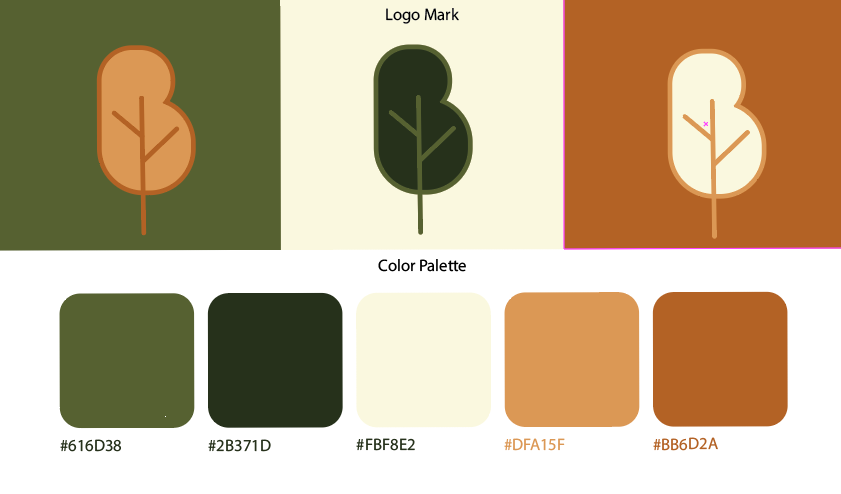 Logo Mark
Color Palette
#616D38
#2B371D
#FBF8E2
#DFA15F
#BB6D2A